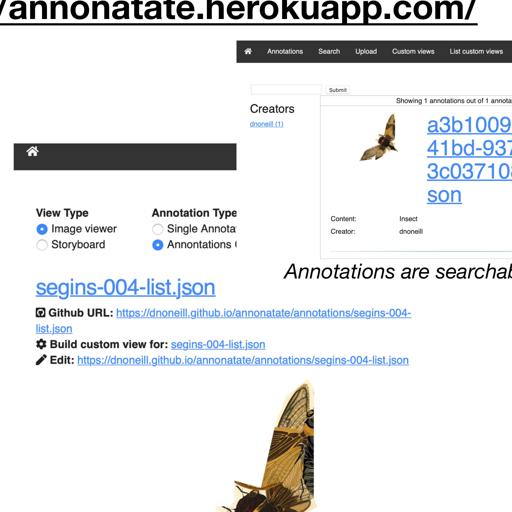 /annonatate.herokuapp.com/
Annotations Search Upload Custom views List custom views
Submit
Showing 1 annotations out of 1 annota
Creators
dnoneill (1)
a3b1009
41bd-937
3c03710
son
Content: Insect
Creator: dnoneill
Annotations are searchab
View Type
Image viewer
Storyboard
Annotation Type
Single Annota
Annontations
segins-004-list.json
Github URL: https://dnoneill.github.io/annonatate/annotations/segins-004-
list.json
Build custom view for: segins-004-list.json
Edit: https://dnoneill.github.io/annonatate/annotations/segins-004-list.json